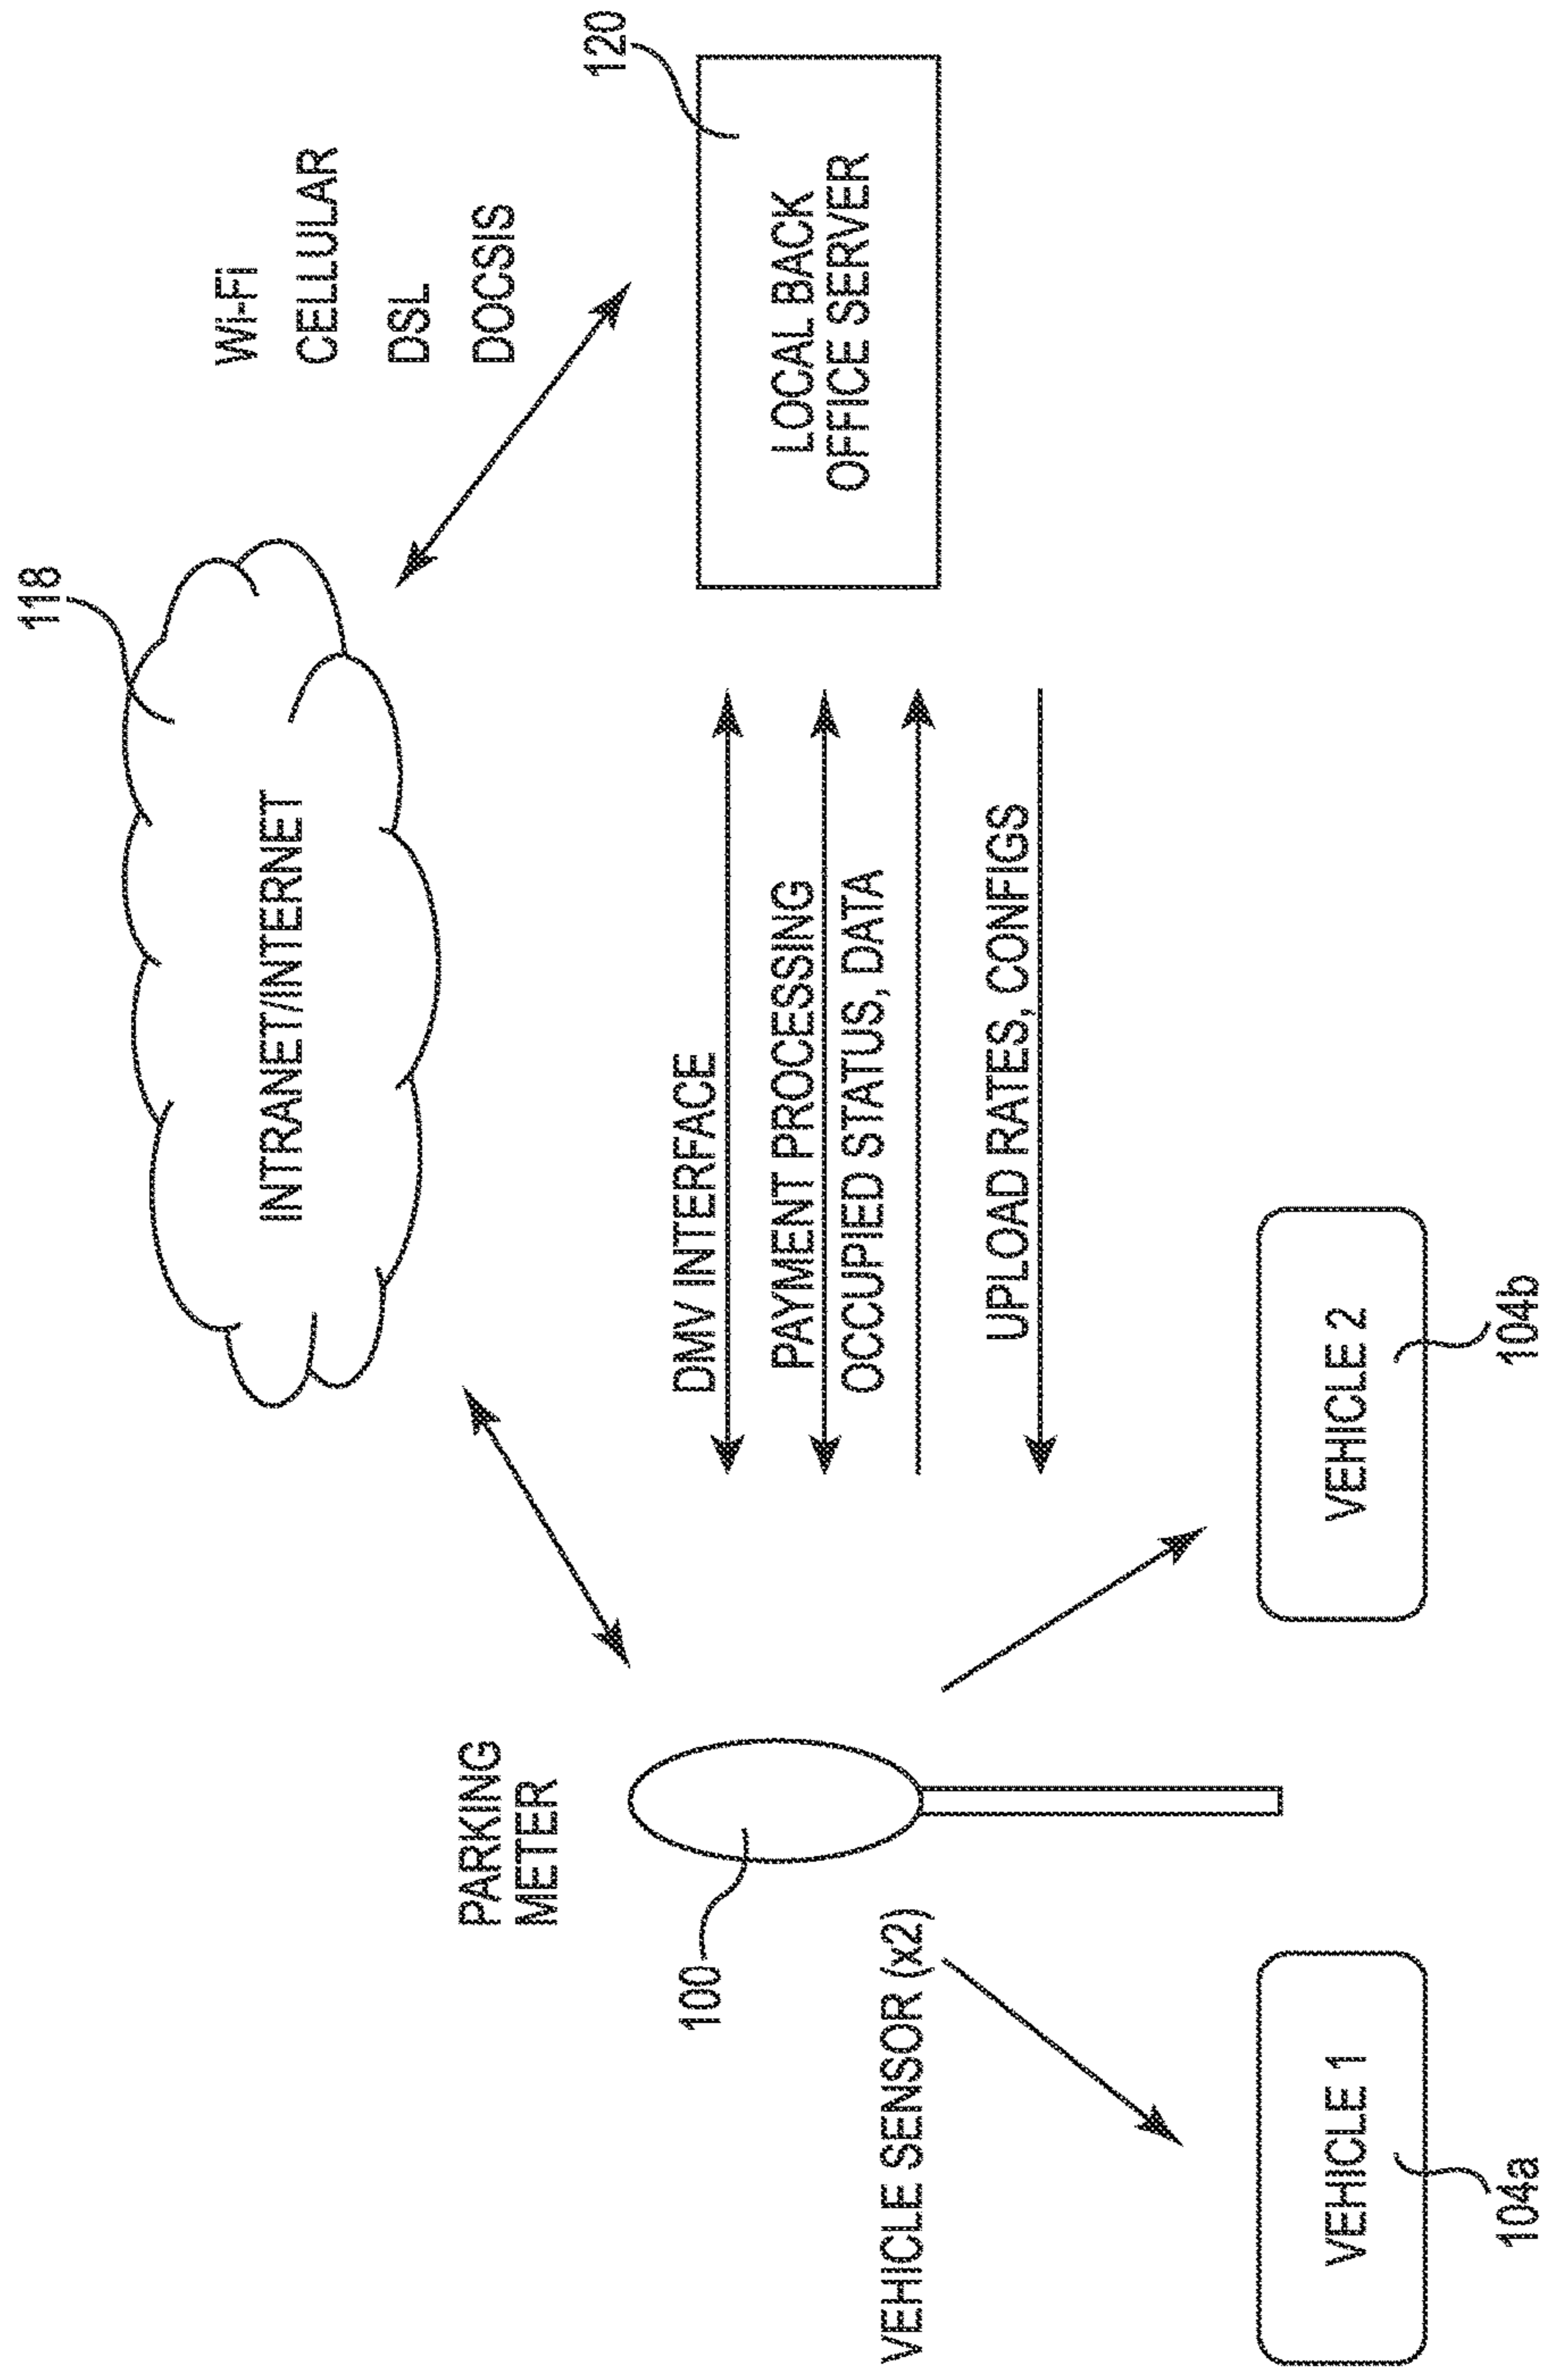 118
INTRANET/INTERNET
Wi-Fi
CELLULAR
DSL
DOCSIS
120
LOCAL BACK
OFFICE SERVER
PARKING
METER
100
DMV INTERFACE
PAYMENT PROCESSING
OCCUPIED STATUS, DATA
UPLOAD RATES, CONFIGS
VEHICLE SENSOR (x2)
VEHICLE 1
104a
VEHICLE 2
104b